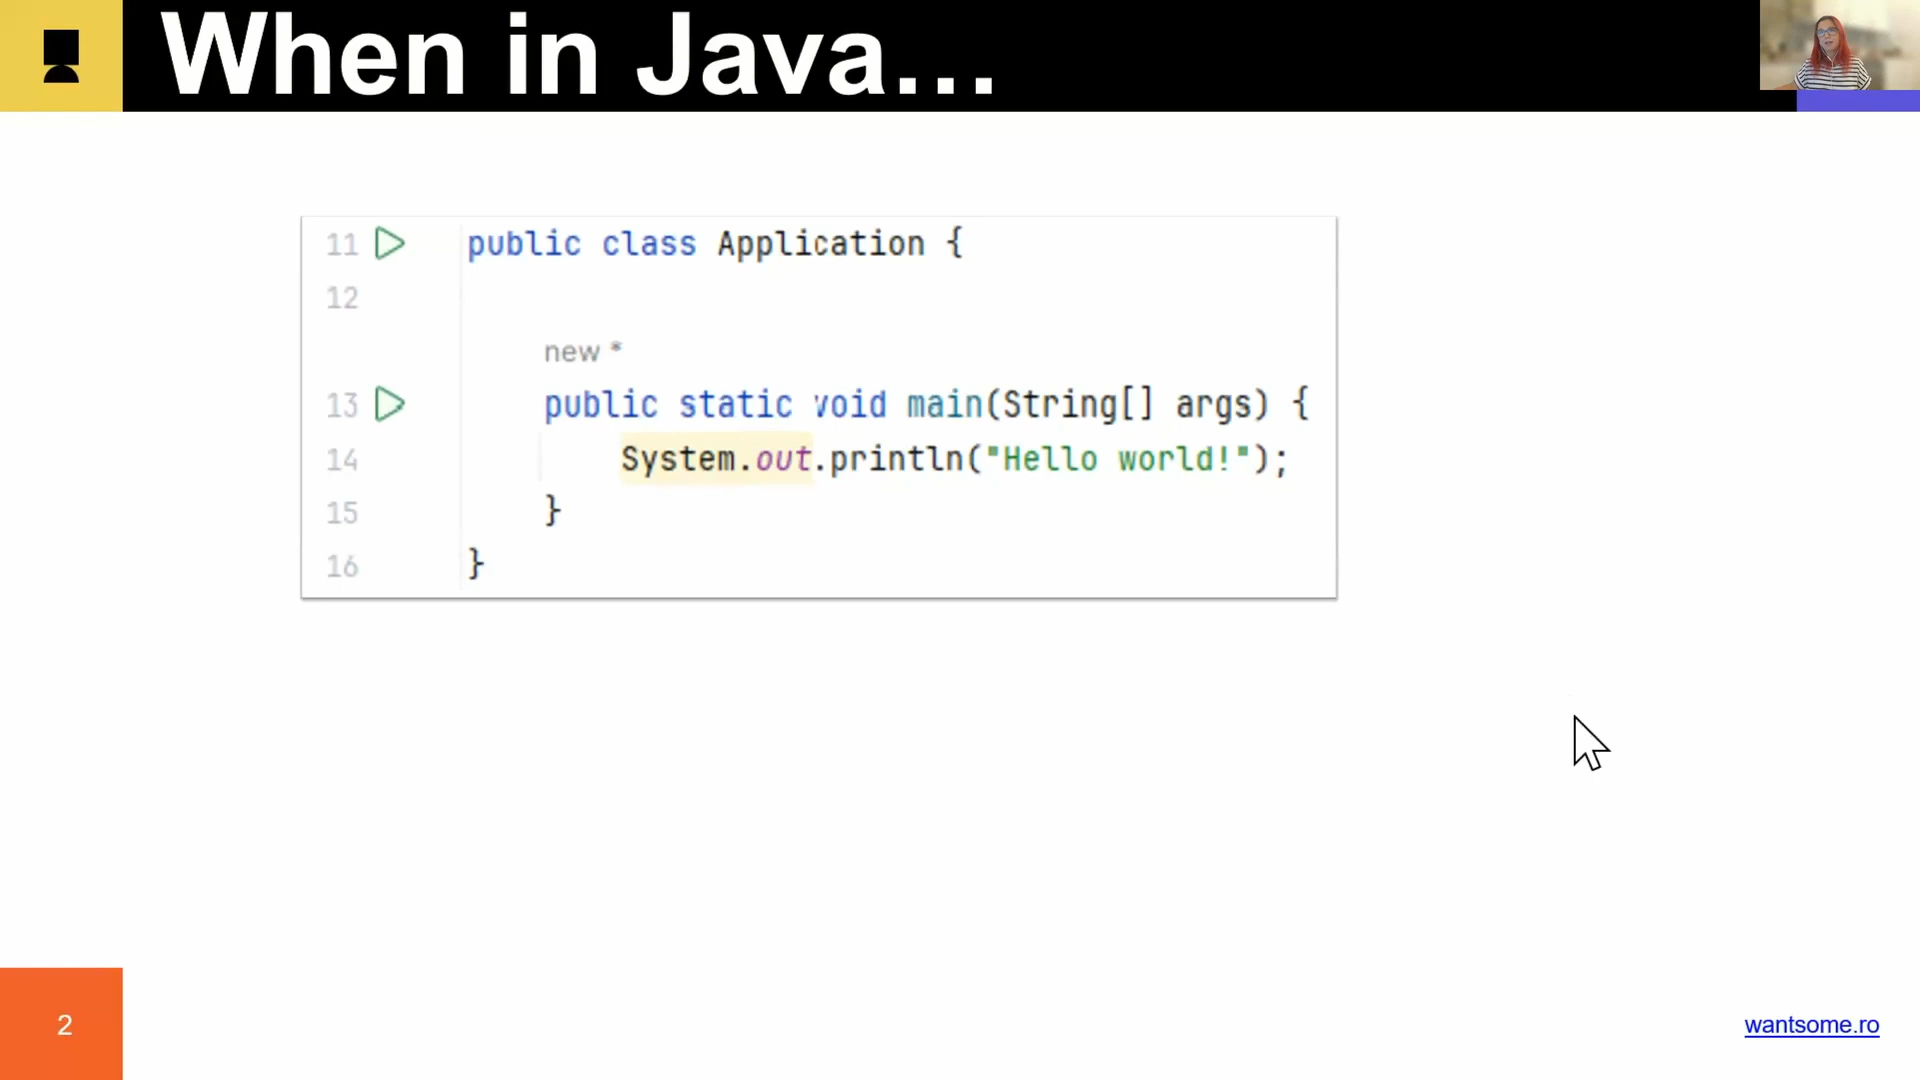 When in Java...
11 public class Application {
12
new *
13 public static void main(String[] args) {
14 System.out.println("Hello world!");
15 }
16 }
2
wantsome.ro